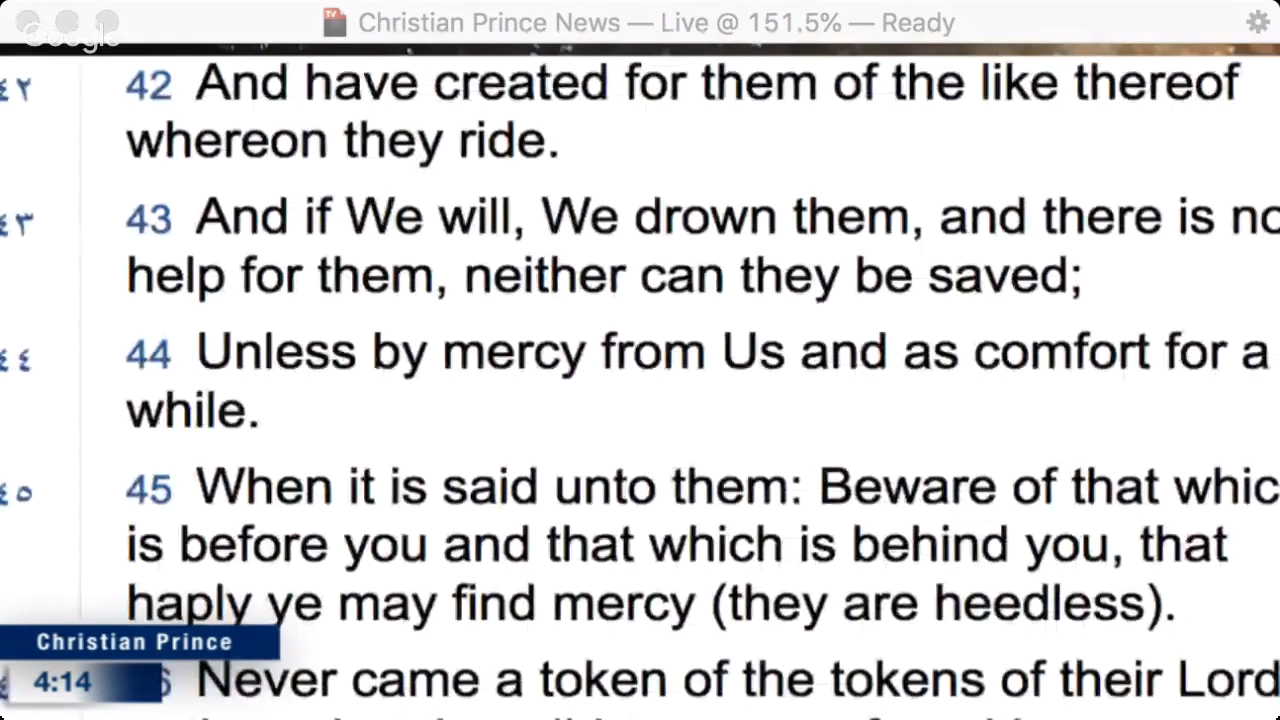 Christian Prince News — Live @ 151.5% — Ready
Google
٤٢ 42 And have created for them of the like thereof
whereon they ride.
٤٣ 43 And if We will, We drown them, and there is no
help for them, neither can they be saved;
٤٤ 44 Unless by mercy from Us and as comfort for a
while.
٤٥ 45 When it is said unto them: Beware of that whic
is before you and that which is behind you, that
haply ye may find mercy (they are heedless).
Christian Prince
4:14
6 Never came a token of the tokens of their Lord